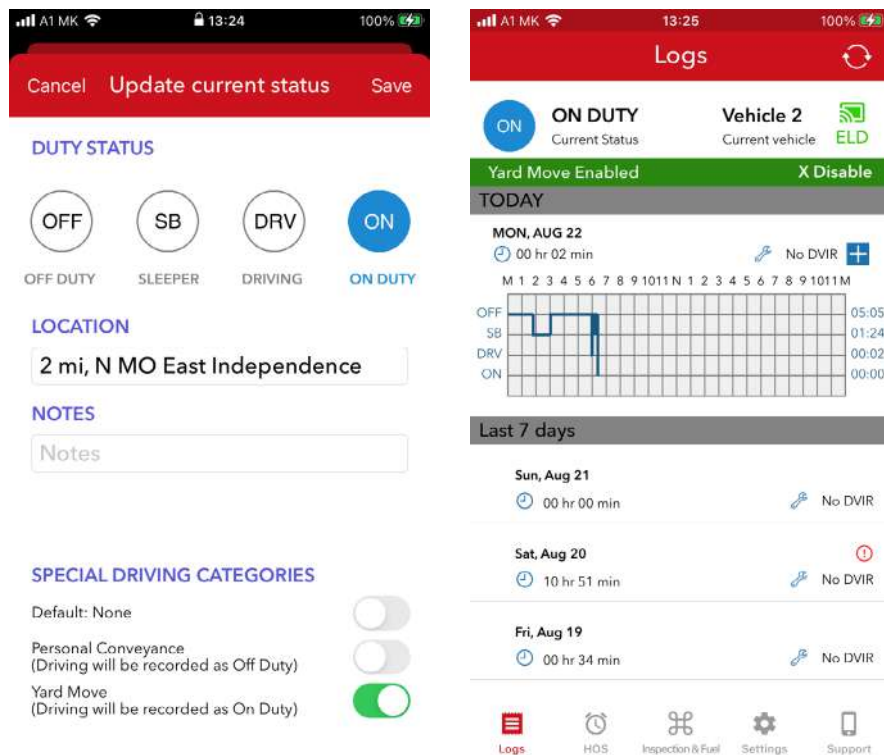 A1 MK 13:24 100%
Cancel Update current status Save
DUTY STATUS
OFF SB DRV ON
OFF DUTY SLEEPER DRIVING ON DUTY
LOCATION
2 mi, N MO East Independence
NOTES
Notes
SPECIAL DRIVING CATEGORIES
Default: None
Personal Conveyance
(Driving will be recorded as Off Duty)
Yard Move
(Driving will be recorded as On Duty)
A1 MK 13:25 100%
Logs
ON ON DUTY Vehicle 2
Current Status Current vehicle ELD
Yard Move Enabled X Disable
TODAY
MON, AUG 22
00 hr 02 min No DVIR
M 1 2 3 4 5 6 7 8 9 10 11 N 1 2 3 4 5 6 7 8 9 10 11 M
OFF 05:05
SB 01:24
DRV 00:02
ON 00:00
Last 7 days
Sun, Aug 21
00 hr 00 min No DVIR
Sat, Aug 20
10 hr 51 min No DVIR
Fri, Aug 19
00 hr 34 min No DVIR
Logs HOS Inspection & Fuel Settings Support